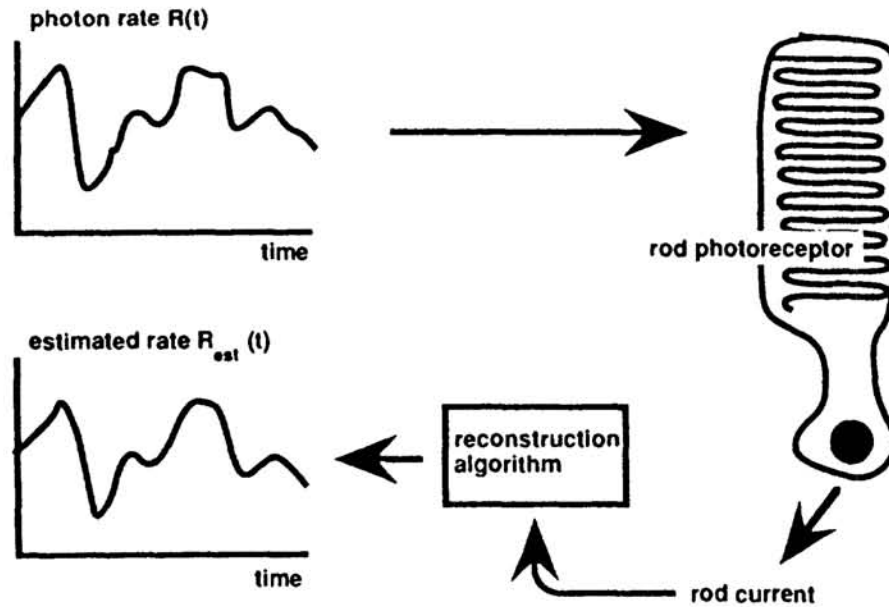 photon rate R(t)
time
rod photoreceptor
estimated rate R_est (t)
reconstruction
algorithm
time
rod current